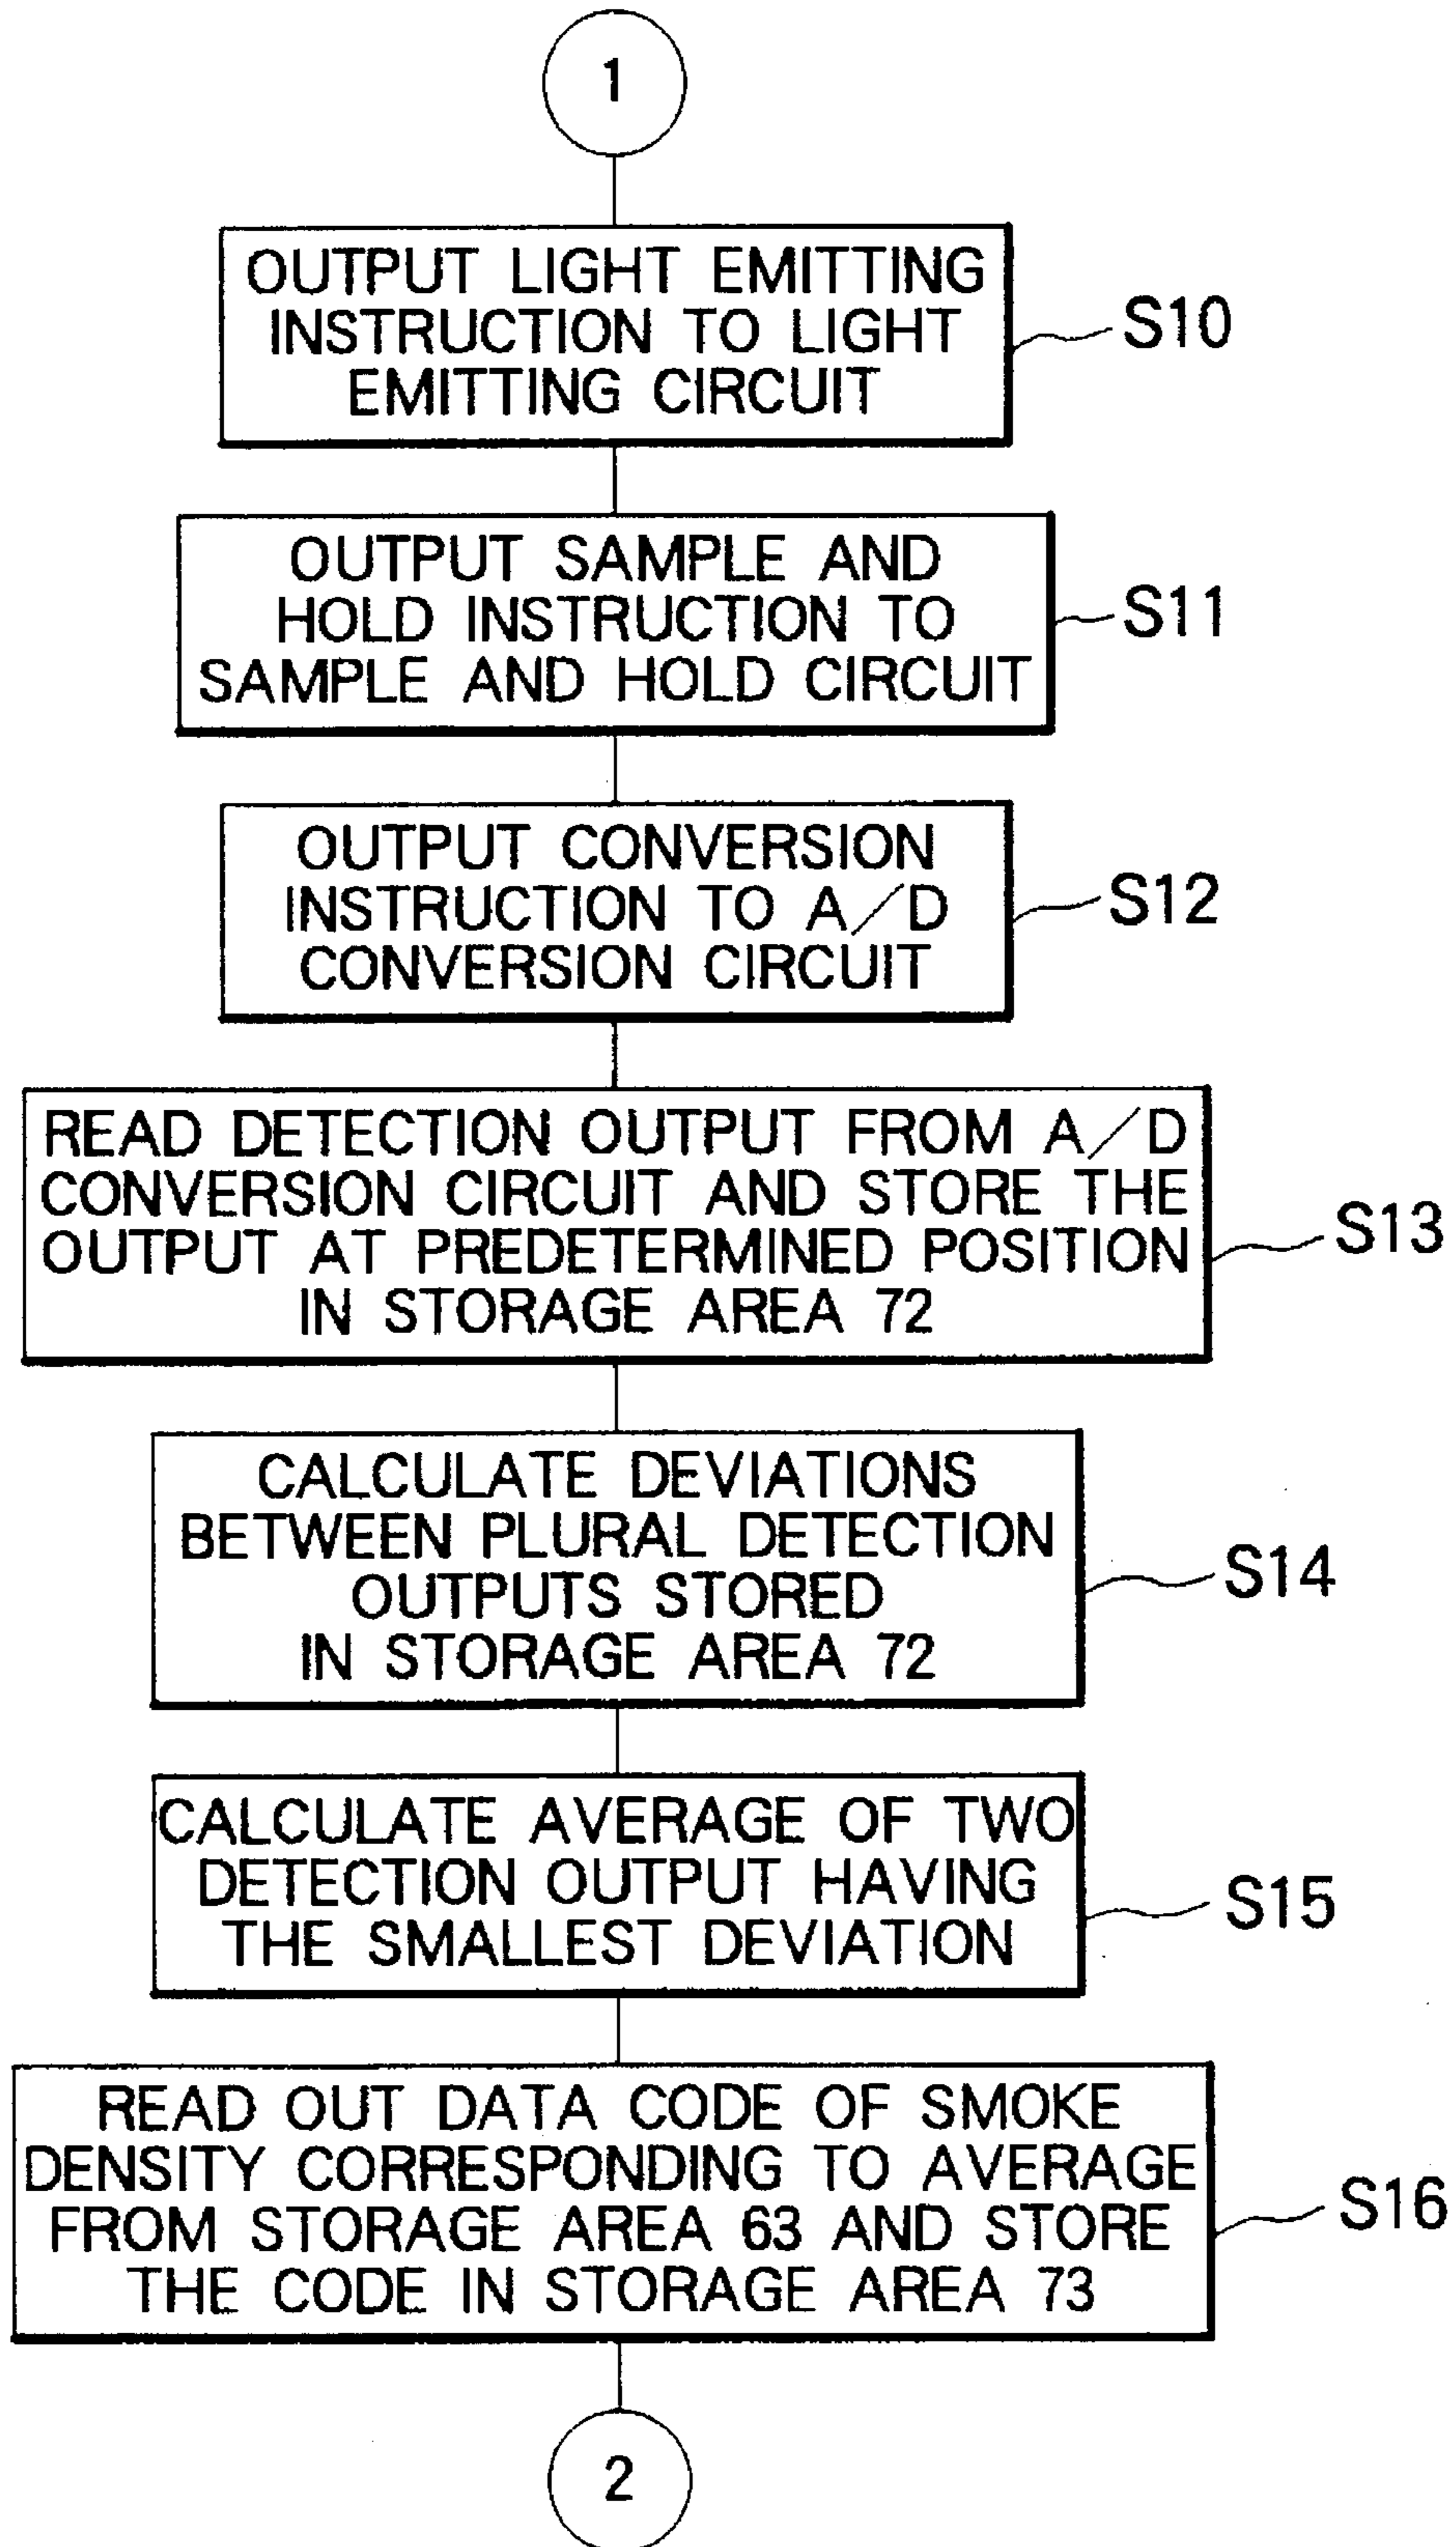 1
OUTPUT LIGHT EMITTING
INSTRUCTION TO LIGHT
EMITTING CIRCUIT
S10
OUTPUT SAMPLE AND
HOLD INSTRUCTION TO
SAMPLE AND HOLD CIRCUIT
S11
OUTPUT CONVERSION
INSTRUCTION TO A/D
CONVERSION CIRCUIT
S12
READ DETECTION OUTPUT FROM A/D
CONVERSION CIRCUIT AND STORE THE
OUTPUT AT PREDETERMINED POSITION
IN STORAGE AREA 72
S13
CALCULATE DEVIATIONS
BETWEEN PLURAL DETECTION
OUTPUTS STORED
IN STORAGE AREA 72
S14
CALCULATE AVERAGE OF TWO
DETECTION OUTPUT HAVING
THE SMALLEST DEVIATION
S15
READ OUT DATA CODE OF SMOKE
DENSITY CORRESPONDING TO AVERAGE
FROM STORAGE AREA 63 AND STORE
THE CODE IN STORAGE AREA 73
S16
2